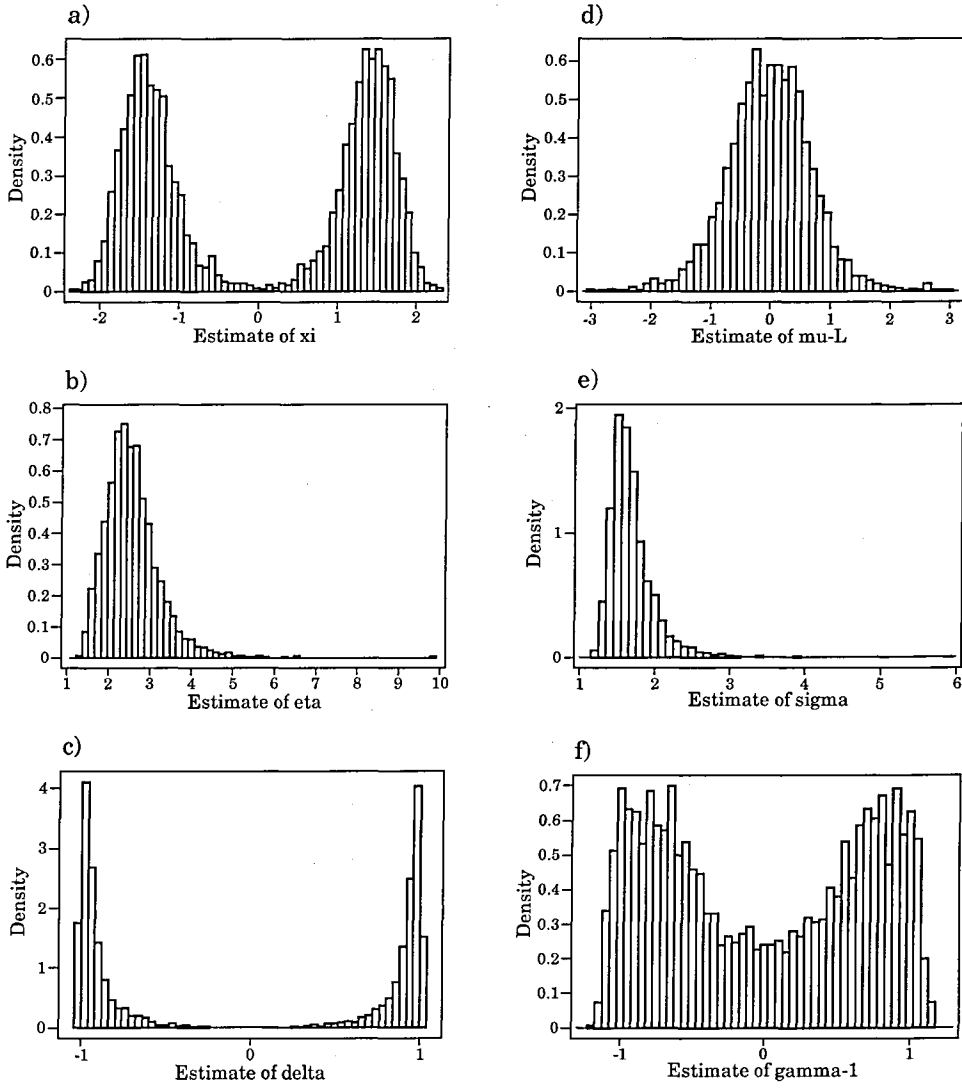 a)
Density
0.6
0.5
0.4
0.3
0.2
0.1
0
-2 -1 0 1 2
Estimate of xi
b)
Density
0.8
0.7
0.6
0.5
0.4
0.3
0.2
0.1
0
1 2 3 4 5 6 7 8 9 10
Estimate of eta
c)
Density
4
3
2
1
0
-1 0 1
Estimate of delta
d)
Density
0.6
0.5
0.4
0.3
0.2
0.1
0
-3 -2 -1 0 1 2 3
Estimate of mu-L
e)
Density
2
1
0
1 2 3 4 5 6
Estimate of sigma
f)
Density
0.7
0.6
0.5
0.4
0.3
0.2
0.1
0
-1 0 1
Estimate of gamma-1